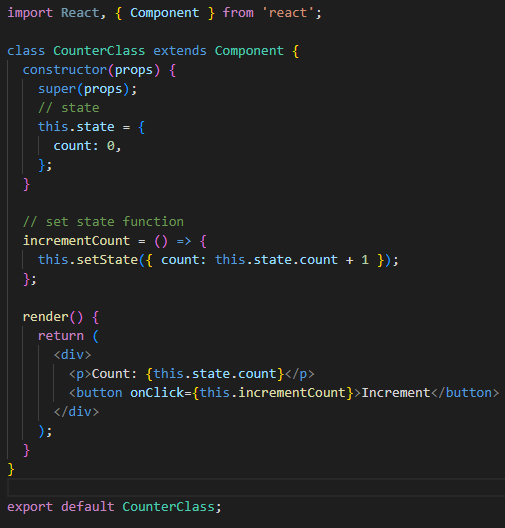 import React, { Component } from 'react';
class CounterClass extends Component {
constructor(props) {
super(props);
// state
this.state = {
count: 0,
};
}
// set state function
incrementCount = () => {
this.setState({ count: this.state.count + 1 });
};
render() {
return (
<div>
<p>Count: {this.state.count}</p>
<button onClick={this.incrementCount}>Increment</button>
</div>
);
}
}
export default CounterClass;